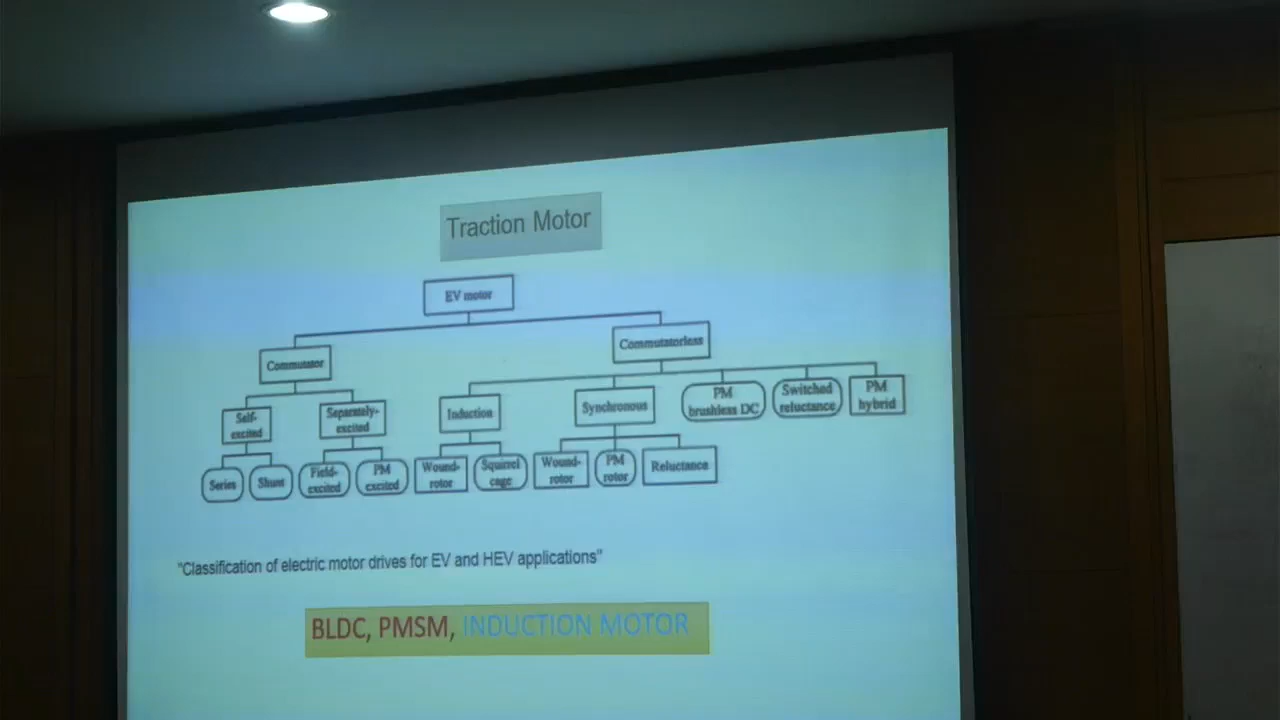 Traction Motor
EV motor
Commutator
Commutatorless
Self-
excited
Separately-
excited
Induction
Synchronous
PM
brushless DC
Switched
reluctance
PM
hybrid
Series
Shunt
Field-
excited
PM
excited
Wound-
rotor
Squirrel
cage
Wound-
rotor
PM
rotor
Reluctance
"Classification of electric motor drives for EV and HEV applications"
BLDC, PMSM, INDUCTION MOTOR